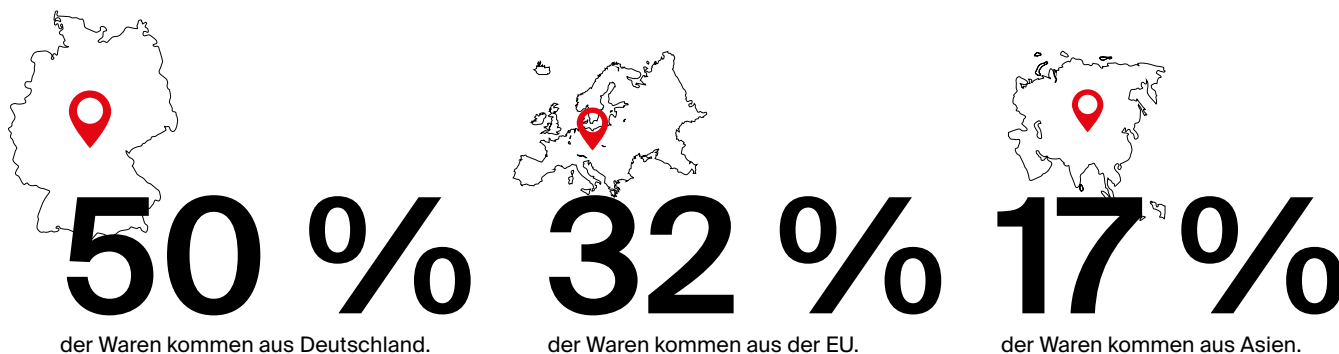 50 %
der Waren kommen aus Deutschland.
32 %
der Waren kommen aus der EU.
17 %
der Waren kommen aus Asien.